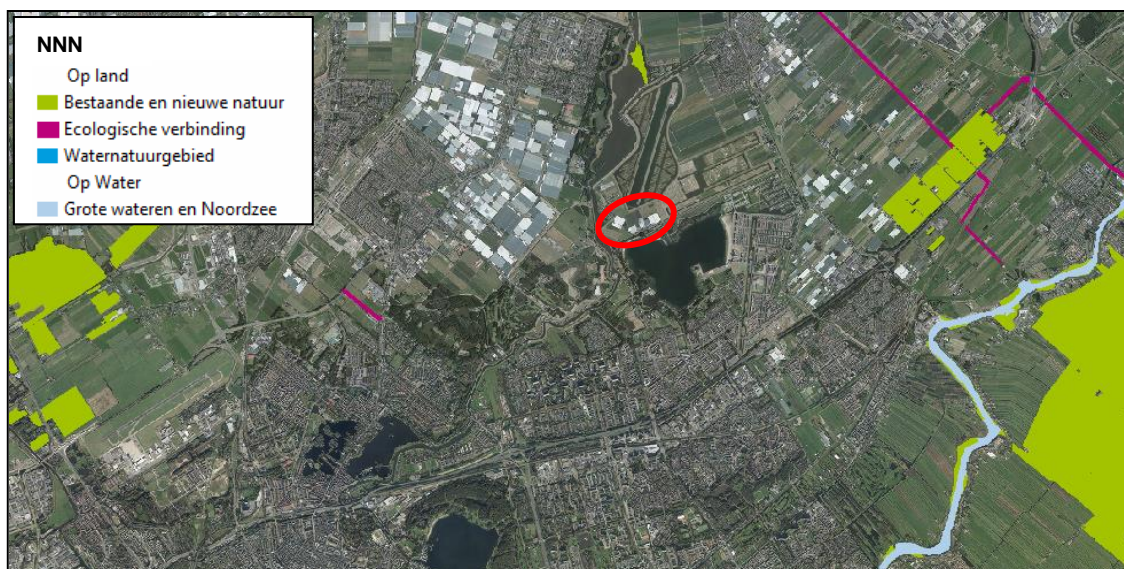 NNN
Op land
Bestaande en nieuwe natuur
Ecologische verbinding
Waternatuurgebied
Op Water
Grote wateren en Noordzee